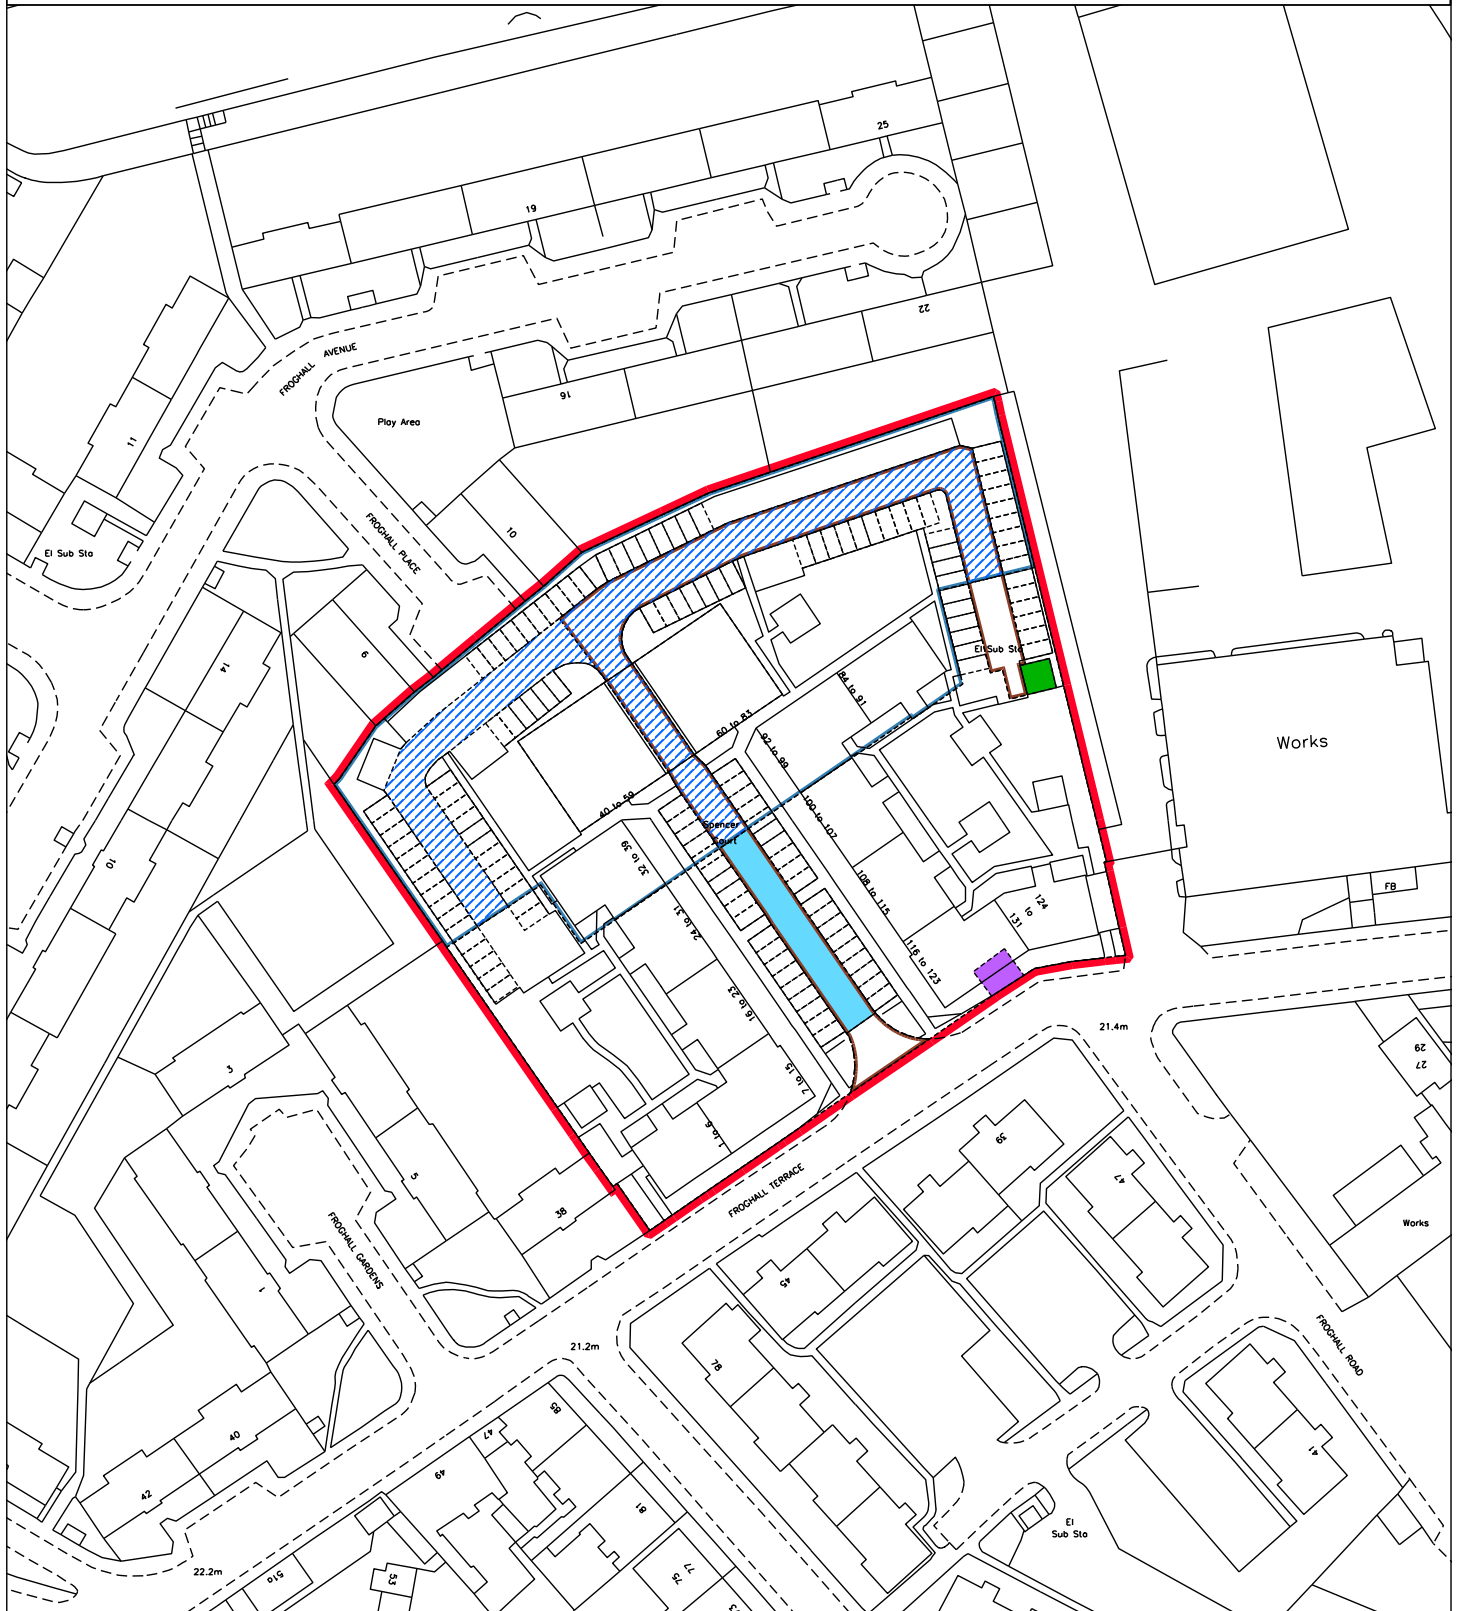 25
19
22
FROGHALL AVENUE
16
Play Area
11
10
El Sub Sta
FROGHALL PLACE
6
14
El Sub Sta
84 to 91
60 to 83
92 to 99
Works
40 to 59
100 to 107
Spencer
Court
32 to 39
10
108 to 115
FB
124
to
131
24 to 31
116 to 123
16 to 23
21.4m
29
27
3
7 to 15
1 to 6
39
47
5
FROGHALL TERRACE
38
Works
FROGHALL GARDENS
45
1
21.2m
78
FROGHALL ROAD
85
47
40
49
41
42
81
El
Sub Sta
22.2m
51a
53
77
75